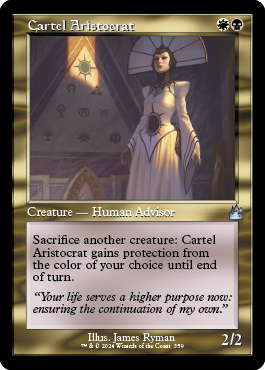 Cartel Aristocrat
Creature — Human Advisor
Sacrifice another creature: Cartel
Aristocrat gains protection from
the color of your choice until end
of turn.
“Your life serves a higher purpose now:
ensuring the continuation of my own.”
Illus. James Ryman
™ & © 2024 Wizards of the Coast 359
2/2